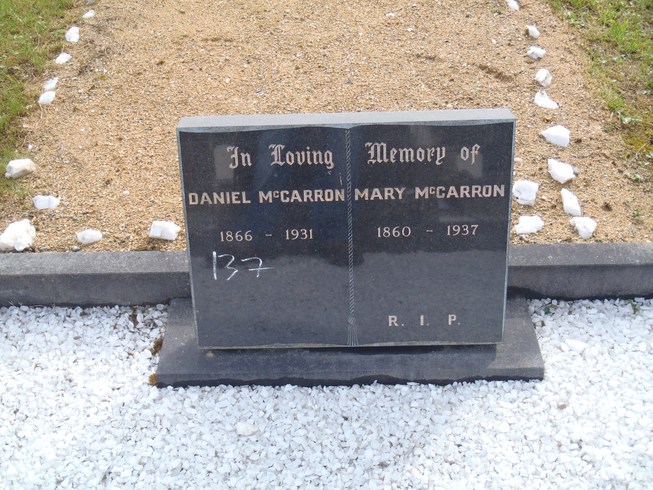 In Loving Memory of
DANIEL McCARRON MARY McCARRON
1866 - 1931 1860 - 1937
137
R. I. P.